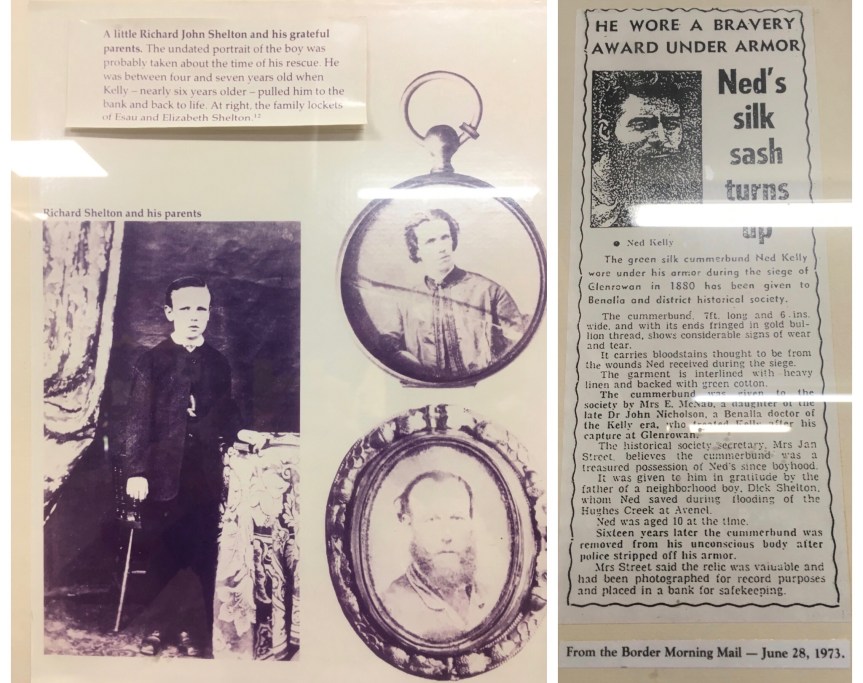 A little Richard John Shelton and his grateful
parents. The undated portrait of the boy was
probably taken about the time of his rescue. He
was between four and seven years old when
Kelly – nearly six years older – pulled him to the
bank and back to life. At right, the family lockets
of Esau and Elizabeth Shelton.¹²
Richard Shelton and his parents
HE WORE A BRAVERY
AWARD UNDER ARMOR
Ned's
silk
sash
turns
up
● Ned Kelly
The green silk cummerbund Ned Kelly
wore under his armor during the siege of
Glenrowan in 1880 has been given to
Benalla and district historical society.
The cummerbund, 7ft. long and 6 ins.
wide, and with its ends fringed in gold bul-
lion thread, shows considerable signs of wear
and tear.
It carries bloodstains thought to be from
the wounds Ned received during the siege.
The garment is interlined with heavy
linen and backed with green cotton.
The cummerbund was given to the
society by Mrs E. McNab, a daughter of the
late Dr John Nicholson, a Benalla doctor of
the Kelly era, who treated Kelly after his
capture at Glenrowan.
The historical society secretary, Mrs Jan
Street, believes the cummerbund was a
treasured possession of Ned's since boyhood.
It was given to him in gratitude by the
father of a neighborhood boy, Dick Shelton,
whom Ned saved during flooding of the
Hughes Creek at Avenel.
Ned was aged 10 at the time.
Sixteen years later the cummerbund was
removed from his unconscious body after
police stripped off his armor.
Mrs Street said the relic was valuable and
had been photographed for record purposes
and placed in a bank for safekeeping.
From the Border Morning Mail — June 28, 1973.